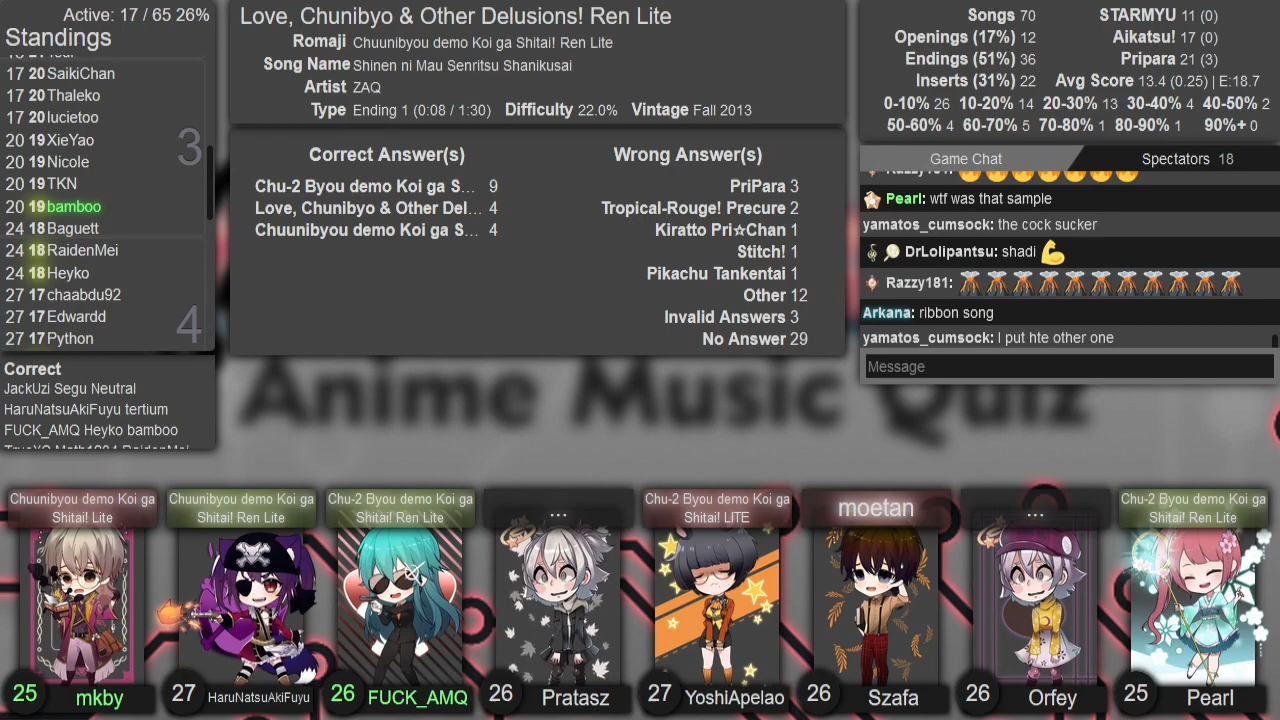 Active: 17 / 65 26%
Standings
17 20 SaikiChan
17 20 Thaleko
17 20 lucietoo
20 19 XieYao
20 19 Nicole
20 19 TKN
20 19 bamboo
24 18 Baguett
24 18 RaidenMei
24 18 Heyko
27 17 chaabdu92
27 17 Edwardd
27 17 Python
3
4
Correct
JackUzi Segu Neutral
HaruNatsuAkiFuyu tertium
FUCK_AMQ Heyko bamboo
Love, Chunibyo & Other Delusions! Ren Lite
Romaji Chuunibyou demo Koi ga Shitai! Ren Lite
Song Name Shinen ni Mau Senritsu Shanikusai
Artist ZAQ
Type Ending 1 (0:08 / 1:30) Difficulty 22.0% Vintage Fall 2013
Correct Answer(s)
Chu-2 Byou demo Koi ga S... 9
Love, Chunibyo & Other Del... 4
Chuunibyou demo Koi ga S... 4
Wrong Answer(s)
PriPara 3
Tropical-Rouge! Precure 2
Kiratto Pri☆Chan 1
Stitch! 1
Pikachu Tankentai 1
Other 12
Invalid Answers 3
No Answer 29
Songs 70 STARMYU 11 (0)
Openings (17%) 12 Aikatsu! 17 (0)
Endings (51%) 36 Pripara 21 (3)
Inserts (31%) 22 Avg Score 13.4 (0.25) | E:18.7
0-10% 26 10-20% 14 20-30% 13 30-40% 4 40-50% 2
50-60% 4 60-70% 5 70-80% 1 80-90% 1 90%+ 0
Game Chat Spectators 18
Razzy181: 
Pearl: wtf was that sample
yamatos_cumsock: the cock sucker
DrLolipantsu: shadi 💪
Razzy181: 🌋🌋🌋🌋🌋🌋🌋🌋🌋🌋🌋
Arkana: ribbon song
yamatos_cumsock: I put hte other one
Message
Anime Music Quiz
Chuunibyou demo Koi ga
Shitai! Lite
Chuunibyou demo Koi ga
Shitai! Ren Lite
Chu-2 Byou demo Koi ga
Shitai! Ren Lite
...
Chu-2 Byou demo Koi ga
Shitai! LITE
moetan
...
Chu-2 Byou demo Koi ga
Shitai! Ren Lite
25 mkby
27 HaruNatsuAkiFuyu
26 FUCK_AMQ
26 Pratasz
27 YoshiApelao
26 Szafa
26 Orfey
25 Pearl